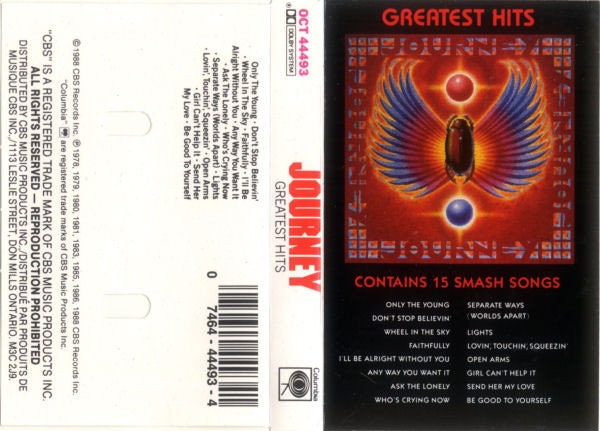 ©1988 CBS Records Inc. ℗1978, 1979, 1980, 1981, 1983, 1985, 1986, 1988 CBS Records Inc.
"Columbia" are registered trade marks of CBS Music Products Inc.
"CBS" IS A REGISTERED TRADE MARK OF CBS MUSIC PRODUCTS INC.
ALL RIGHTS RESERVED — REPRODUCTION PROHIBITED
DISTRIBUTED BY CBS MUSIC PRODUCTS INC./DISTRIBUÉ PAR PRODUITS DE
MUSIQUE CBS INC./1113 LESLIE STREET, DON MILLS ONTARIO, M3C 2J9.
Only The Young · Don't Stop Believin'
· Wheel In The Sky · Faithfully · I'll Be
Alright Without You · Any Way You Want It
· Ask The Lonely · Who's Crying Now
· Separate Ways (Worlds Apart) · Lights
· Lovin', Touchin', Squeezin' · Open Arms
· Girl Can't Help It · Send Her
My Love · Be Good To Yourself
0 7464-44493-4
OCT 44493
DOLBY SYSTEM
JOURNEY
GREATEST HITS
Columbia
GREATEST HITS
JOURNEY
JOURNEY
CONTAINS 15 SMASH SONGS
ONLY THE YOUNG
DON'T STOP BELIEVIN'
WHEEL IN THE SKY
FAITHFULLY
I'LL BE ALRIGHT WITHOUT YOU
ANY WAY YOU WANT IT
ASK THE LONELY
WHO'S CRYING NOW
SEPARATE WAYS
(WORLDS APART)
LIGHTS
LOVIN', TOUCHIN', SQUEEZIN'
OPEN ARMS
GIRL CAN'T HELP IT
SEND HER MY LOVE
BE GOOD TO YOURSELF